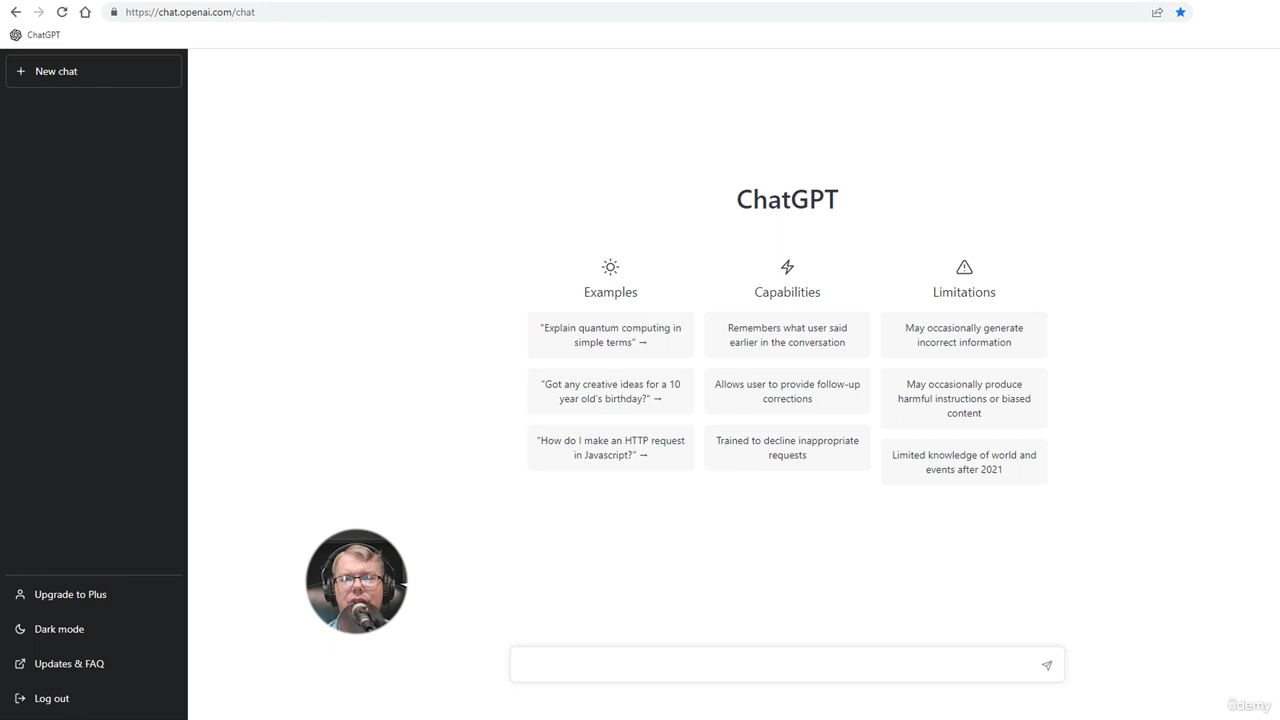 https://chat.openai.com/chat
ChatGPT
New chat
ChatGPT
Examples
"Explain quantum computing in
simple terms" →
"Got any creative ideas for a 10
year old's birthday?" →
"How do I make an HTTP request
in Javascript?" →
Capabilities
Remembers what user said
earlier in the conversation
Allows user to provide follow-up
corrections
Trained to decline inappropriate
requests
Limitations
May occasionally generate
incorrect information
May occasionally produce
harmful instructions or biased
content
Limited knowledge of world and
events after 2021
Upgrade to Plus
Dark mode
Updates & FAQ
Log out
ûdemy